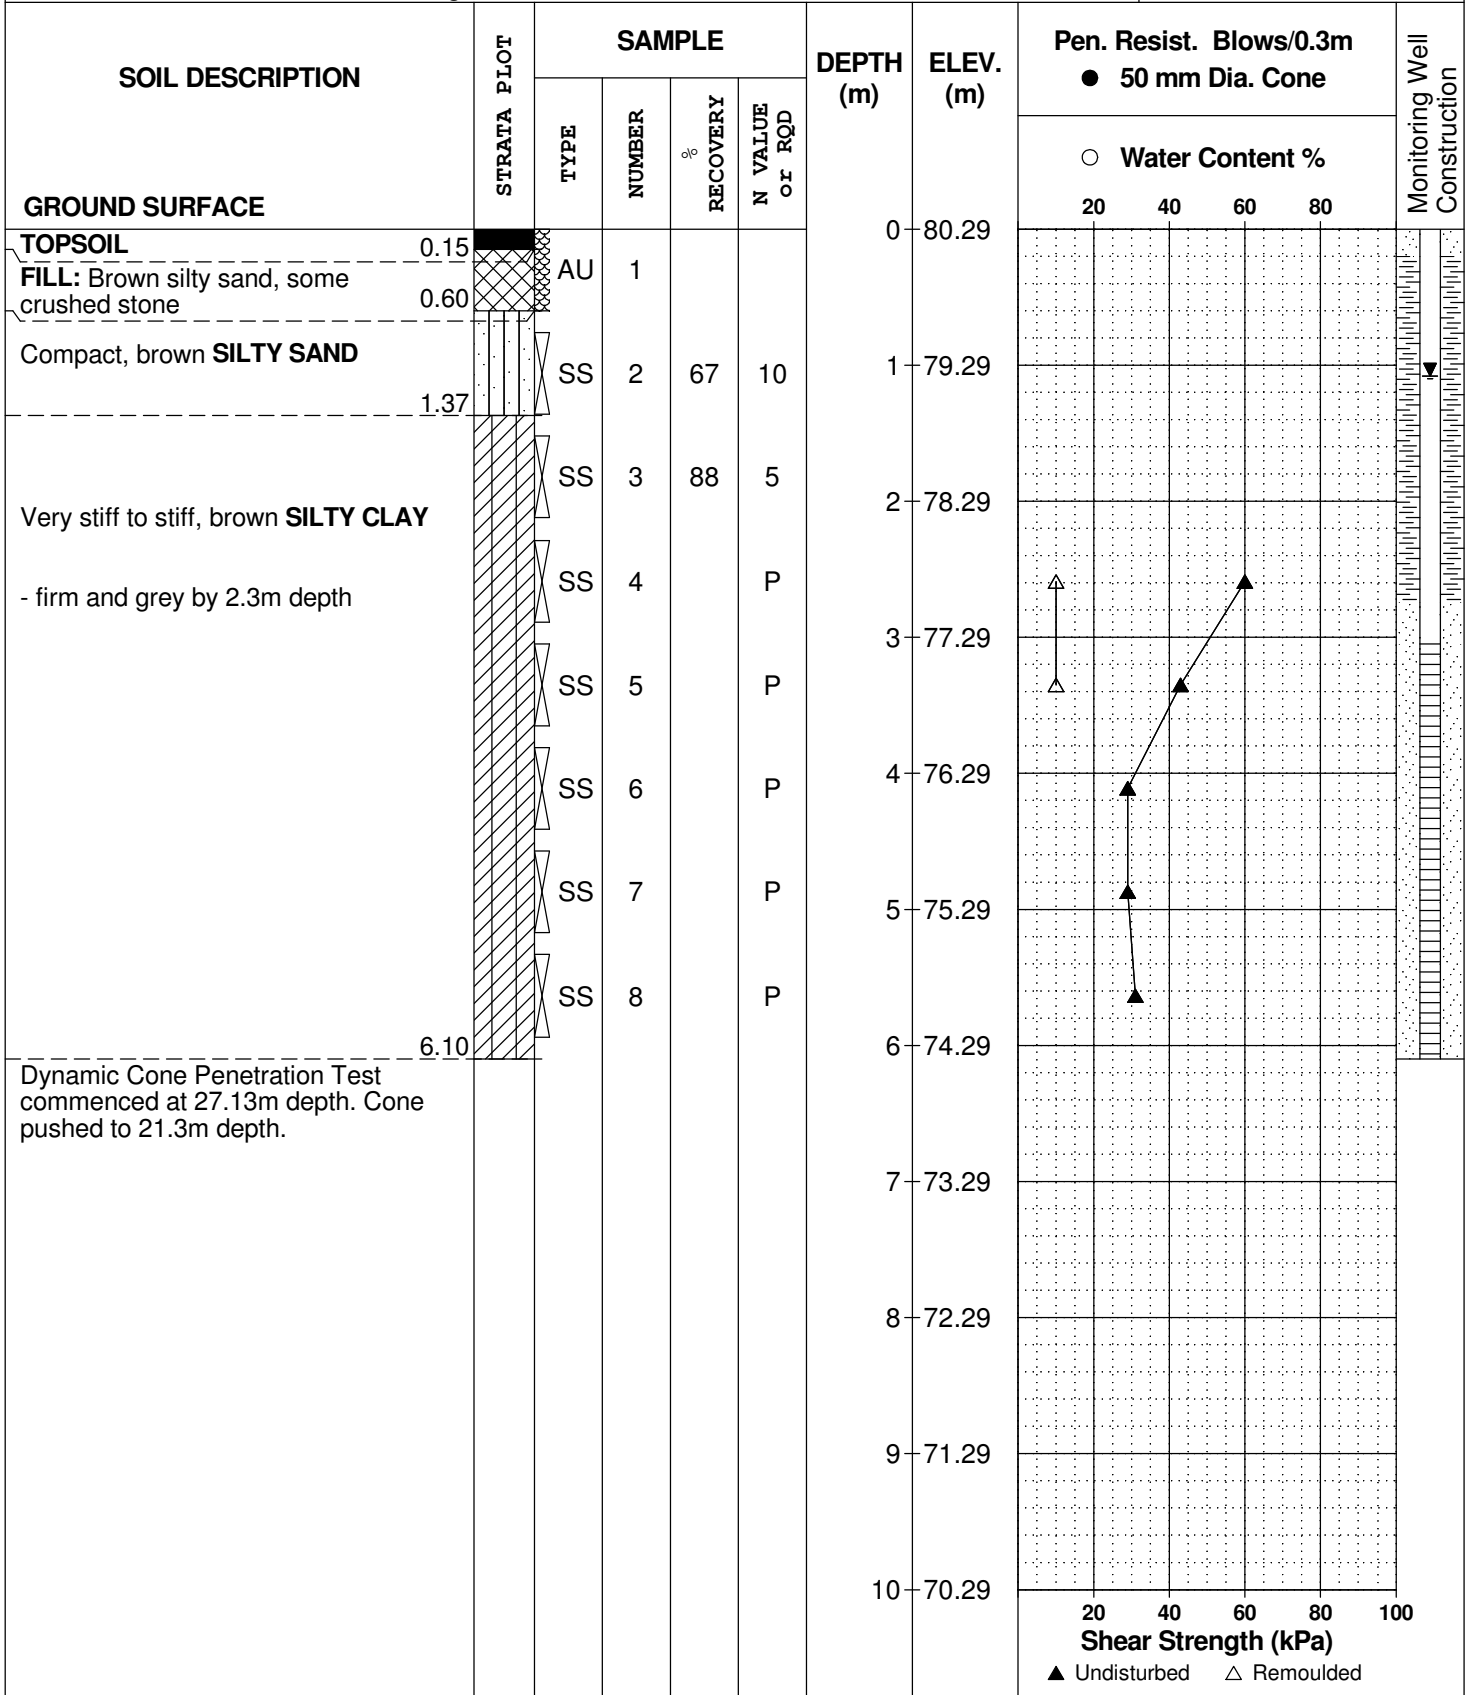 SOIL DESCRIPTION
GROUND SURFACE
STRATA PLOT
SAMPLE
TYPE
NUMBER
%
RECOVERY
N VALUE
or RQD
DEPTH
(m)
ELEV.
(m)
Pen. Resist. Blows/0.3m
● 50 mm Dia. Cone
○ Water Content %
20 40 60 80
Monitoring Well
Construction
0 80.29
TOPSOIL 0.15
FILL: Brown silty sand, some
crushed stone 0.60
AU 1
Compact, brown SILTY SAND
1.37
SS 2 67 10
1 79.29
SS 3 88 5
2 78.29
Very stiff to stiff, brown SILTY CLAY
- firm and grey by 2.3m depth
SS 4 P
3 77.29
SS 5 P
4 76.29
SS 6 P
SS 7 P
5 75.29
SS 8 P
6.10
6 74.29
Dynamic Cone Penetration Test
commenced at 27.13m depth. Cone
pushed to 21.3m depth.
7 73.29
8 72.29
9 71.29
10 70.29
20 40 60 80 100
Shear Strength (kPa)
▲ Undisturbed △ Remoulded